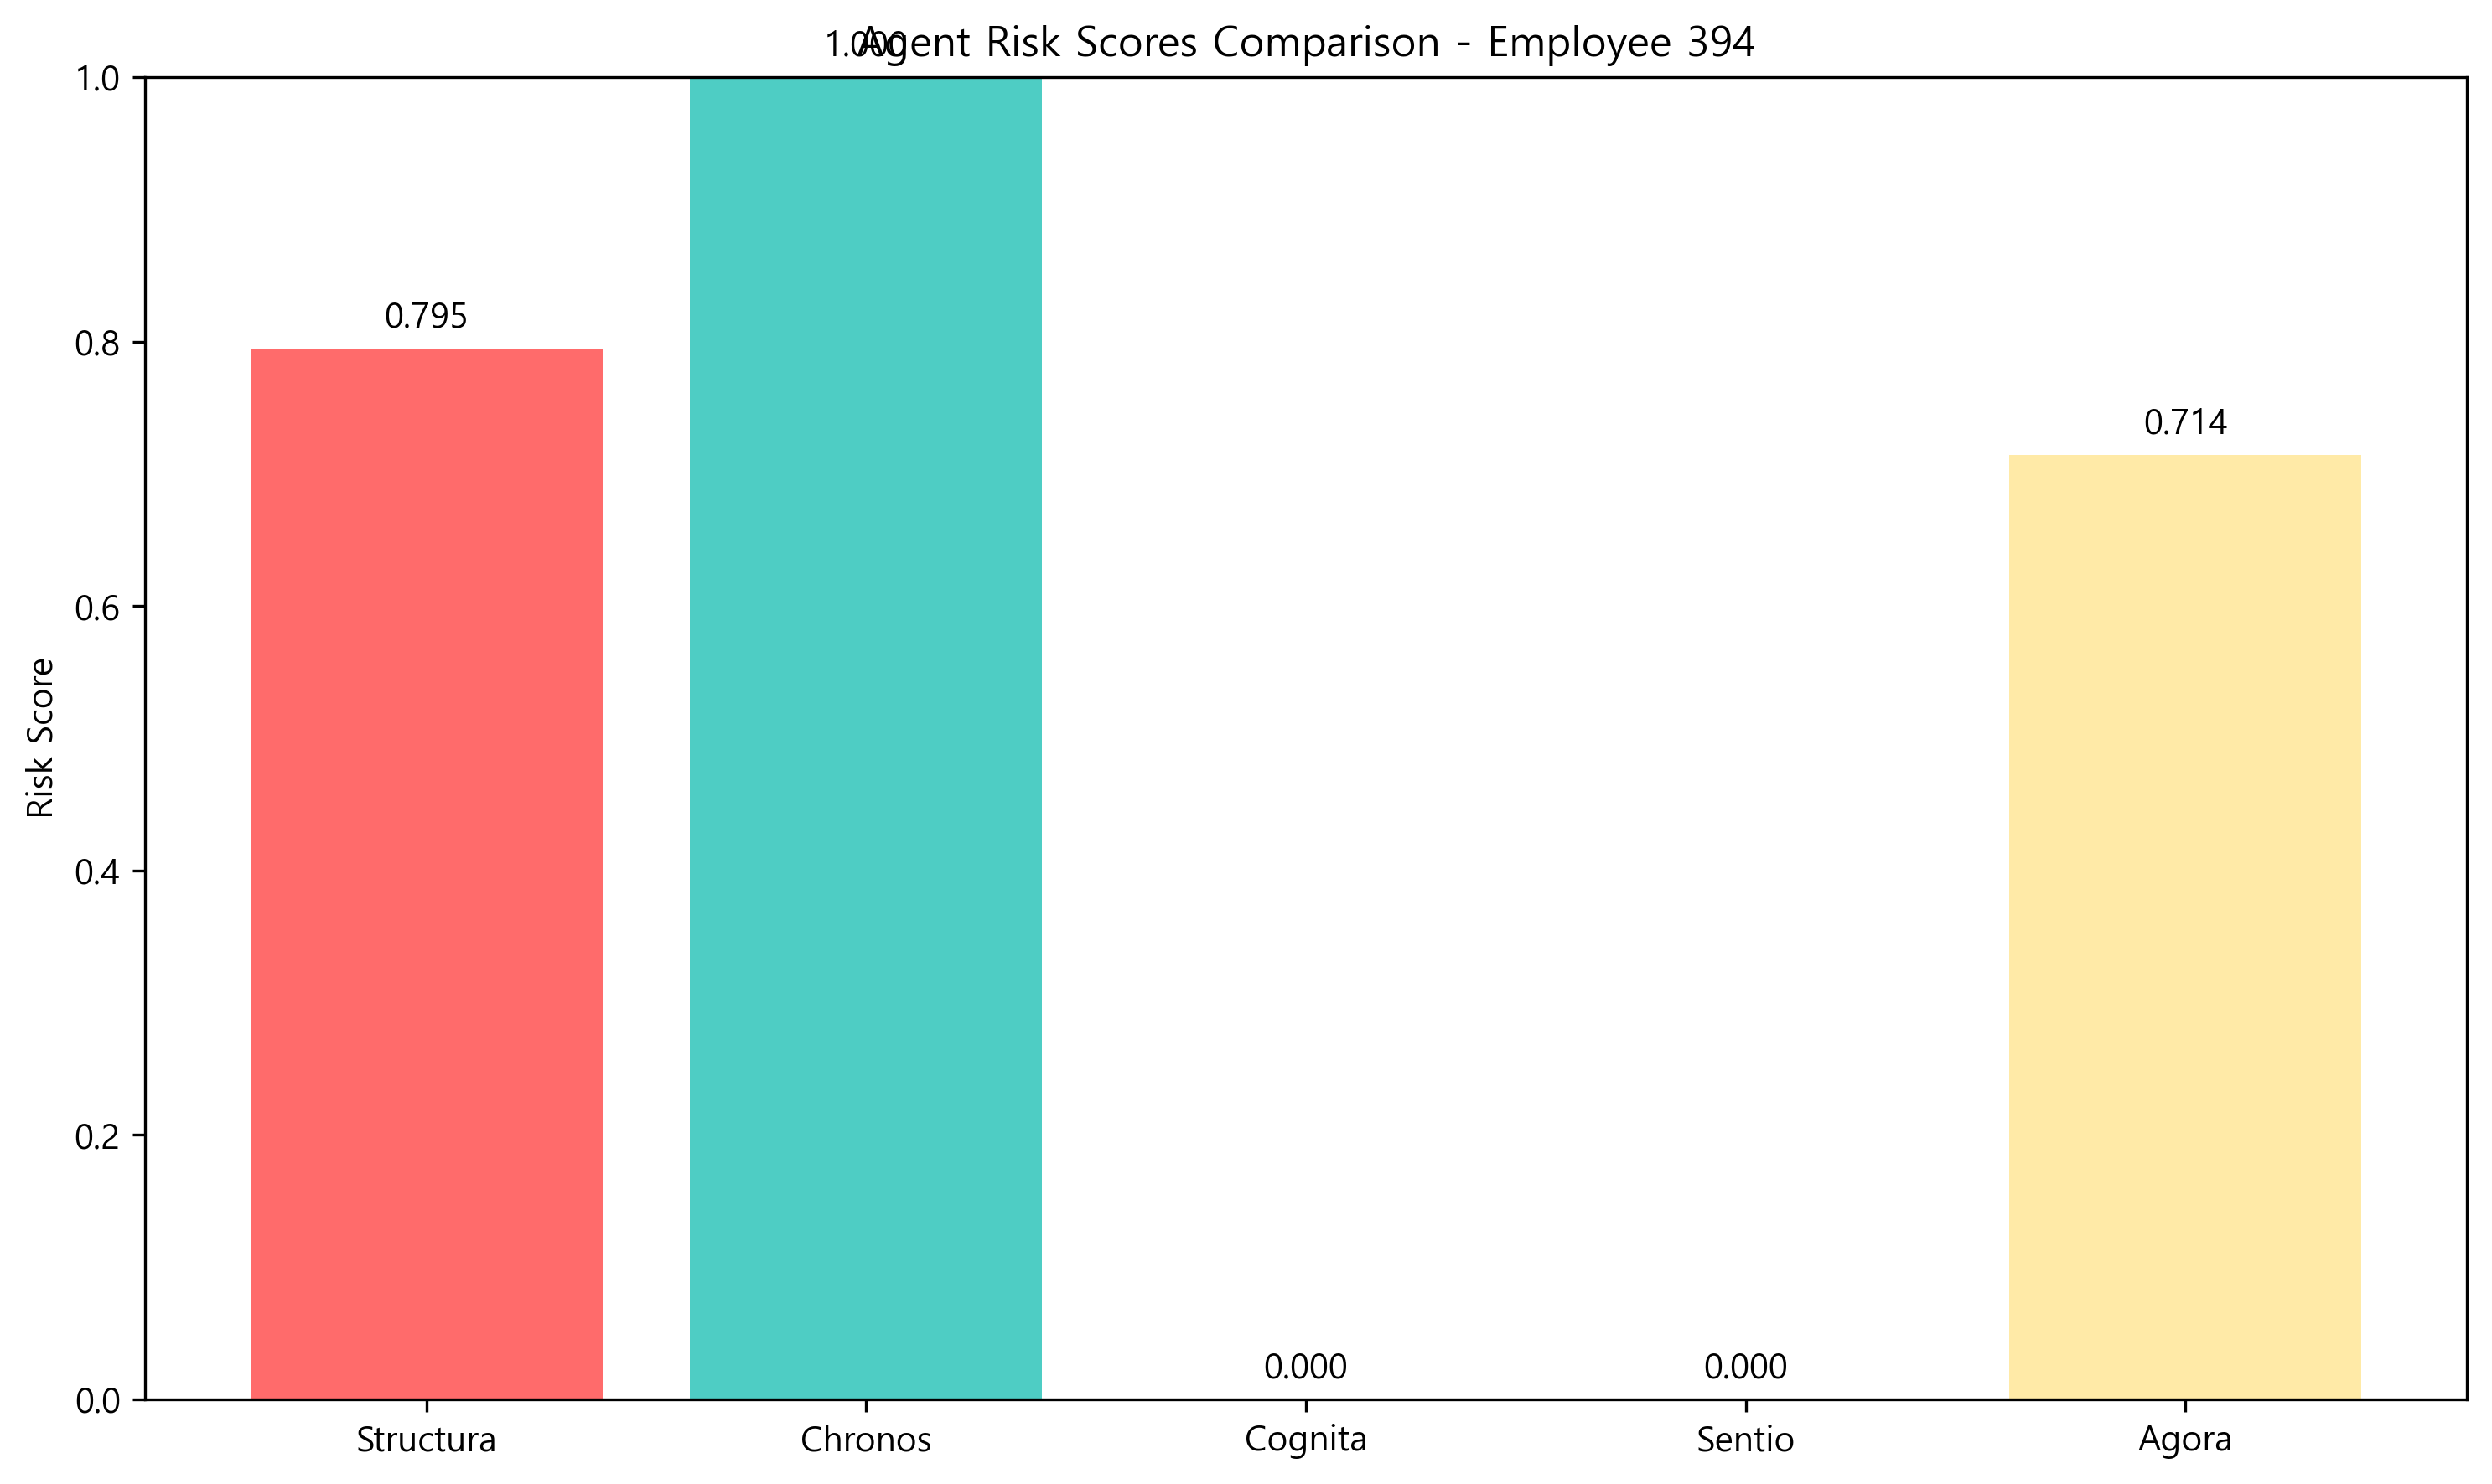 Agent Risk Scores Comparison - Employee 394
1.000
1.0
0.8
0.6
0.4
0.2
0.0
Risk Score
0.795
0.000
0.000
0.714
Structura
Chronos
Cognita
Sentio
Agora